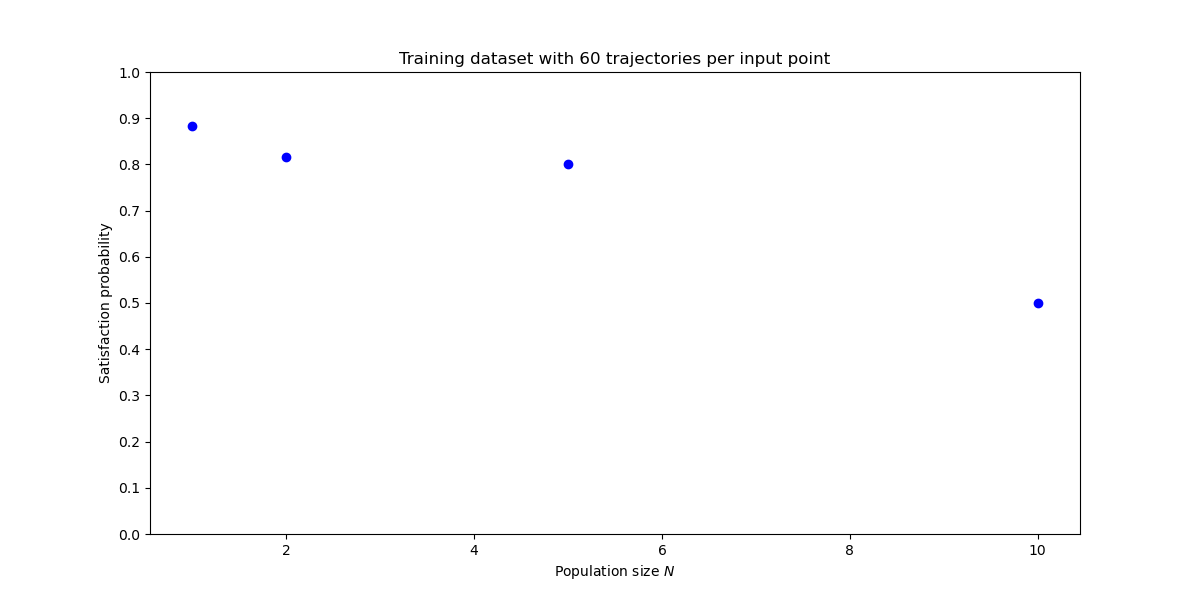 Training dataset with 60 trajectories per input point
1.0
0.9
0.8
0.7
0.6
0.5
0.4
0.3
0.2
0.1
0.0
Satisfaction probability
2 4 6 8 10
Population size N